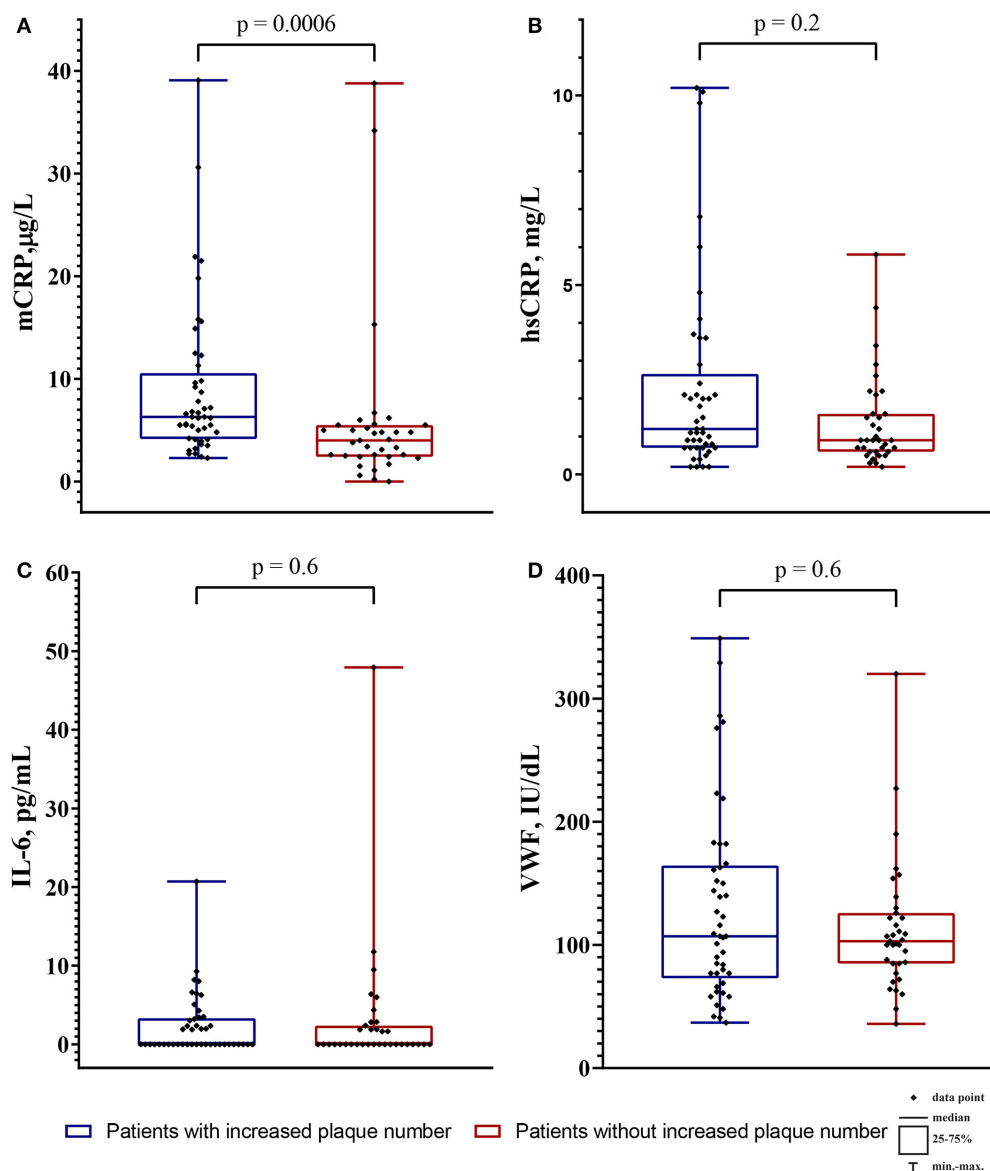 A
p = 0.0006
mCRP,µg/L
40
30
20
10
0
B
p = 0.2
hsCRP, mg/L
10
5
0
C
p = 0.6
IL-6, pg/mL
60
50
40
30
20
10
0
D
p = 0.6
VWF, IU/dL
400
300
200
100
0
Patients with increased plaque number
Patients without increased plaque number
data point
median
25-75%
min.-max.